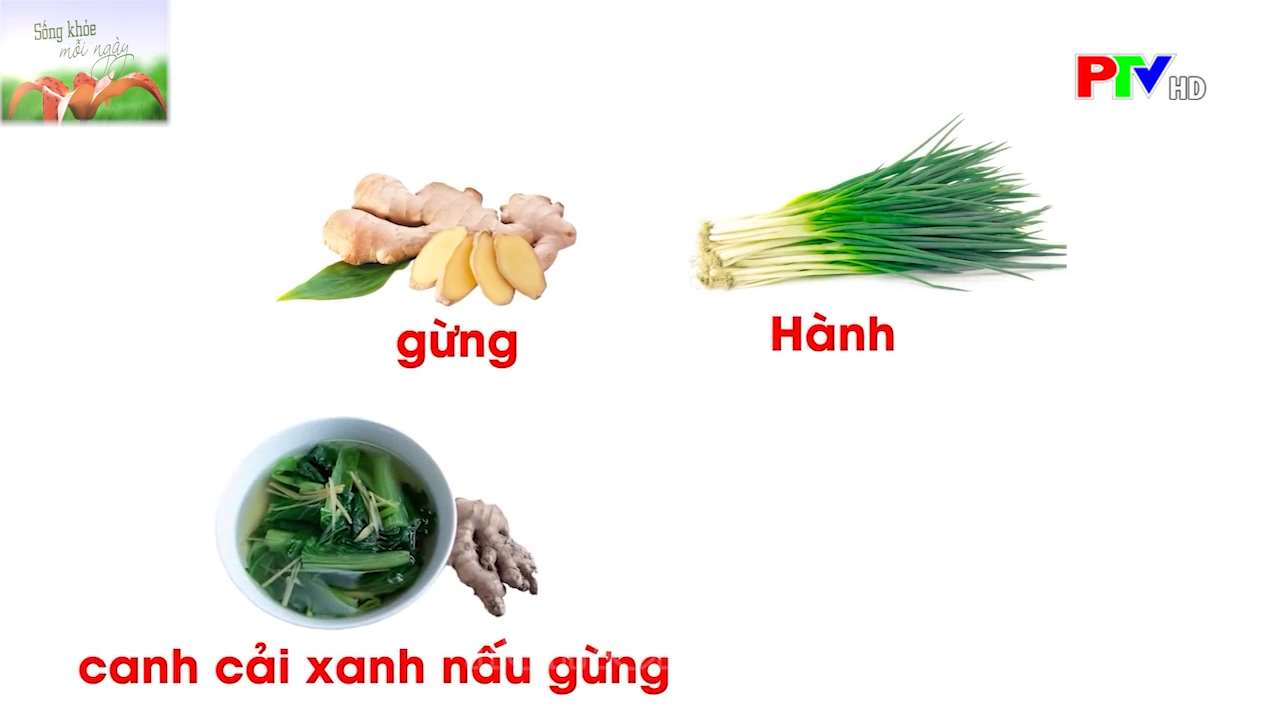 Sống khỏe
mỗi ngày
PTV HD
gừng
Hành
canh cải xanh nấu gừng